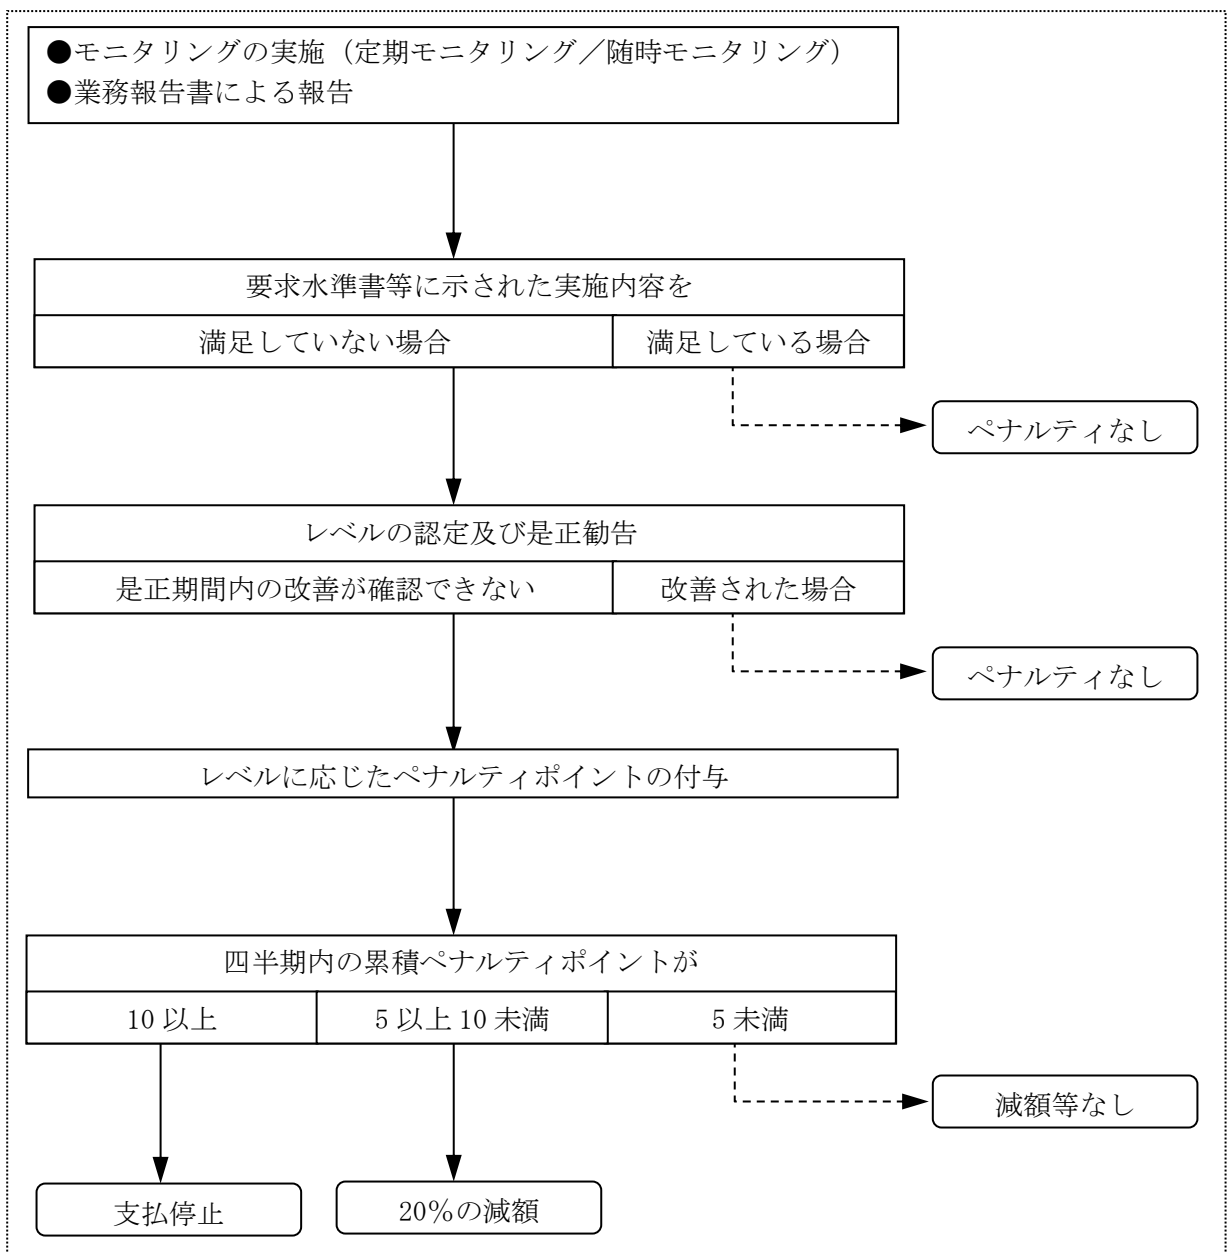 ●モニタリングの実施（定期モニタリング／随時モニタリング）
●業務報告書による報告
要求水準書等に示された実施内容を
満足していない場合
満足している場合
ペナルティなし
レベルの認定及び是正勧告
是正期間内の改善が確認できない
改善された場合
ペナルティなし
レベルに応じたペナルティポイントの付与
四半期内の累積ペナルティポイントが
10 以上
5 以上 10 未満
5 未満
減額等なし
支払停止
20％の減額